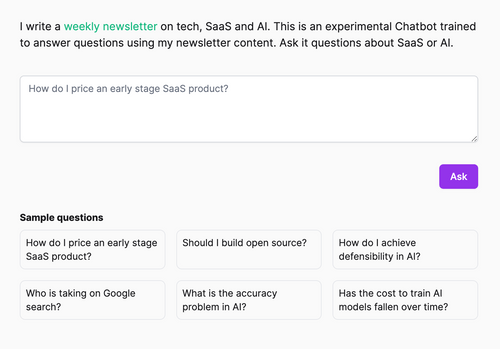 I write a weekly newsletter on tech, SaaS and AI. This is an experimental Chatbot trained
to answer questions using my newsletter content. Ask it questions about SaaS or AI.
How do I price an early stage SaaS product?
Ask
Sample questions
How do I price an early stage
SaaS product?
Should I build open source?
How do I achieve
defensibility in AI?
Who is taking on Google
search?
What is the accuracy
problem in AI?
Has the cost to train AI
models fallen over time?